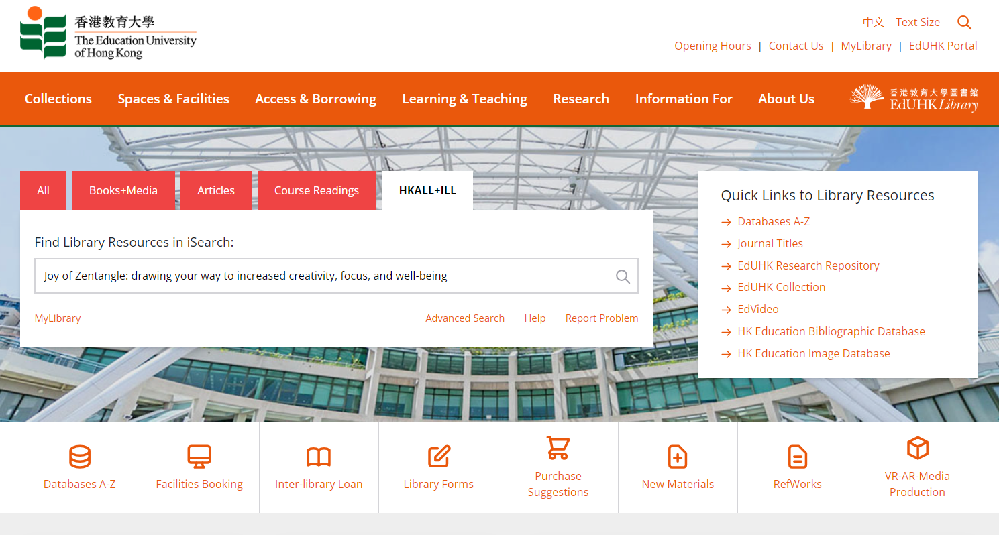 香港教育大學
The Education University
of Hong Kong
中文 Text Size
Opening Hours | Contact Us | MyLibrary | EdUHK Portal
Collections Spaces & Facilities Access & Borrowing Learning & Teaching Research Information For About Us
香港教育大學圖書館
EdUHK Library
All Books+Media Articles Course Readings HKALL+ILL
Find Library Resources in iSearch:
Joy of Zentangle: drawing your way to increased creativity, focus, and well-being
MyLibrary Advanced Search Help Report Problem
Quick Links to Library Resources
Databases A-Z
Journal Titles
EdUHK Research Repository
EdUHK Collection
EdVideo
HK Education Bibliographic Database
HK Education Image Database
Databases A-Z
Facilities Booking
Inter-library Loan
Library Forms
Purchase
Suggestions
New Materials
RefWorks
VR-AR-Media
Production